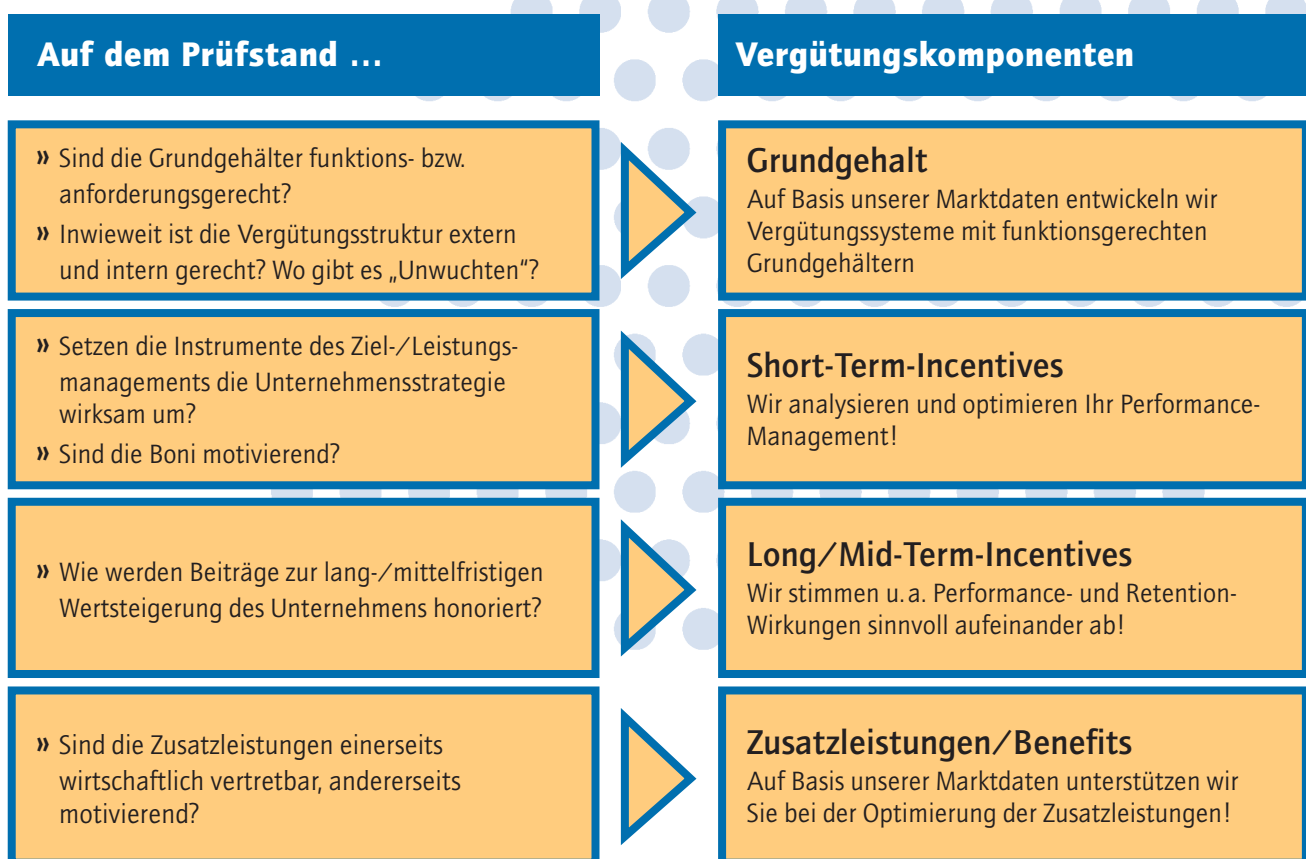 Auf dem Prüfstand ...
Vergütungskomponenten
» Sind die Grundgehälter funktions- bzw.
anforderungsgerecht?
» Inwieweit ist die Vergütungsstruktur extern
und intern gerecht? Wo gibt es „Unwuchten“?
Grundgehalt
Auf Basis unserer Marktdaten entwickeln wir
Vergütungssysteme mit funktionsgerechten
Grundgehältern
» Setzen die Instrumente des Ziel-/Leistungs-
managements die Unternehmensstrategie
wirksam um?
» Sind die Boni motivierend?
Short-Term-Incentives
Wir analysieren und optimieren Ihr Performance-
Management!
» Wie werden Beiträge zur lang-/mittelfristigen
Wertsteigerung des Unternehmens honoriert?
Long/Mid-Term-Incentives
Wir stimmen u. a. Performance- und Retention-
Wirkungen sinnvoll aufeinander ab!
» Sind die Zusatzleistungen einerseits
wirtschaftlich vertretbar, andererseits
motivierend?
Zusatzleistungen/Benefits
Auf Basis unserer Marktdaten unterstützen wir
Sie bei der Optimierung der Zusatzleistungen!